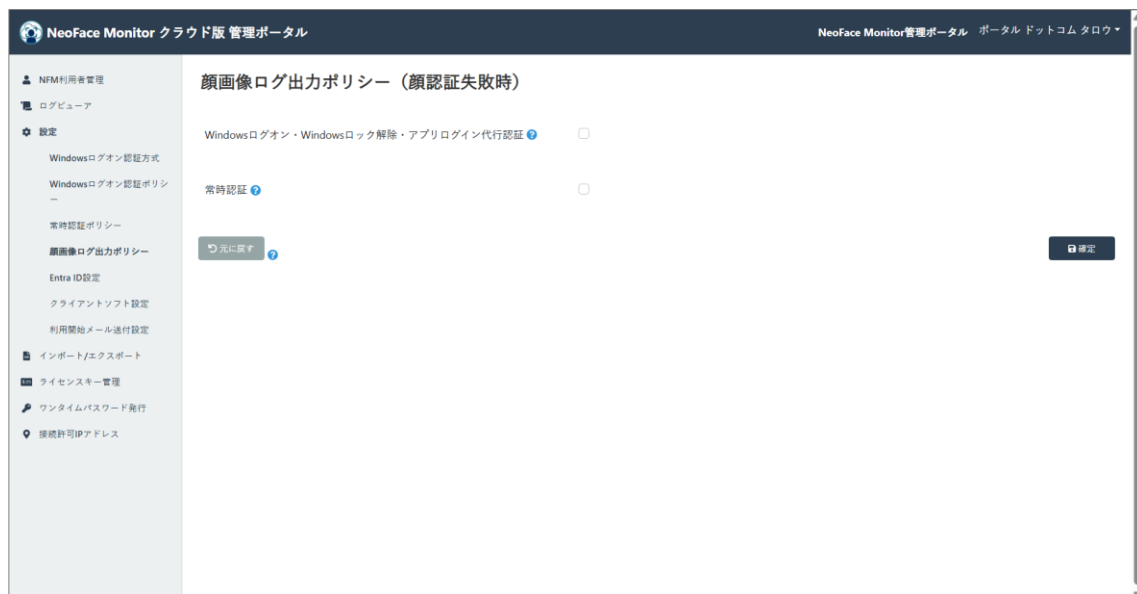 NeoFace Monitor クラウド版 管理ポータル
NeoFace Monitor管理ポータル ポータル ドットコム タロウ
NFM利用者管理
ログビューア
設定
Windowsログオン認証方式
Windowsログオン認証ポリシ
ー
常時認証ポリシー
顔画像ログ出力ポリシー
Entra ID設定
クライアントソフト設定
利用開始メール送付設定
インポート/エクスポート
ライセンスキー管理
ワンタイムパスワード発行
接続許可IPアドレス
顔画像ログ出力ポリシー（顔認証失敗時）
Windowsログオン・Windowsロック解除・アプリログイン代行認証
常時認証
元に戻す
確定